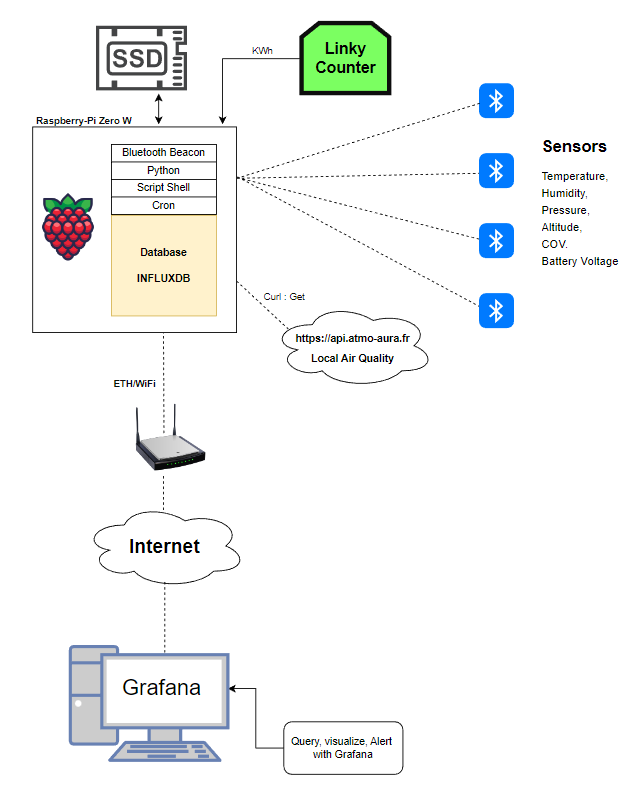 SSD
KWh
Linky
Counter
Raspberry-Pi Zero W
Bluetooth Beacon
Python
Script Shell
Cron
Database
INFLUXDB
Sensors
Temperature,
Humidity,
Pressure,
Altitude,
COV.
Battery Voltage
Curl : Get
https://api.atmo-aura.fr
Local Air Quality
ETH/WiFi
Internet
Grafana
Query, visualize, Alert
with Grafana